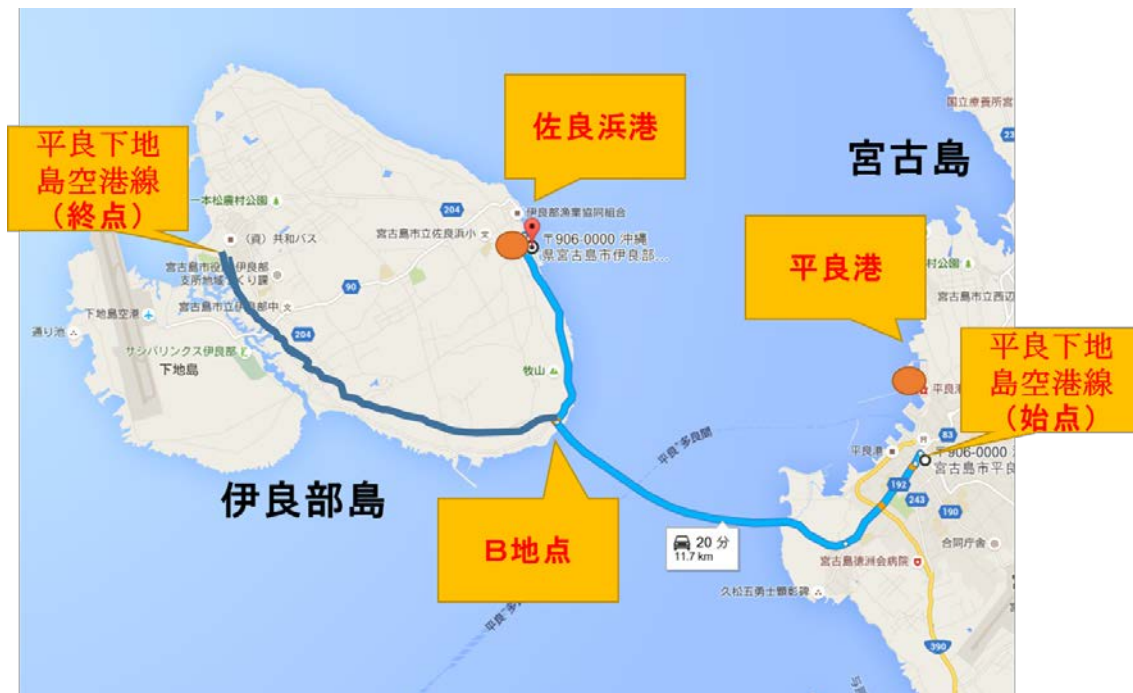 佐良浜港
宮古島
平良下地
島空港線
(終点)
国立療養所宮
一本松農村公園
204
伊良部漁業協同組合
(資)共和バス
宮古島市立佐良浜小
〒906-0000 沖縄
県宮古島市伊良部...
平良港
村公園
宮古島市役所伊良部
支所地域づくり課
90
宮古島市立西辺
下地島空港
宮古島市立伊良部中
通り池
204
サシバリンクス伊良部
下地島
牧山
平良港
平良下地
島空港線
(始点)
平良-多良間
83
平良港
〒906-0000
宮古島市平良
伊良部島
192
243
190
B地点
20 分
11.7 km
合同庁舎
宮古島徳洲会病院
久松五勇士顕彰碑
平良-多良間
390